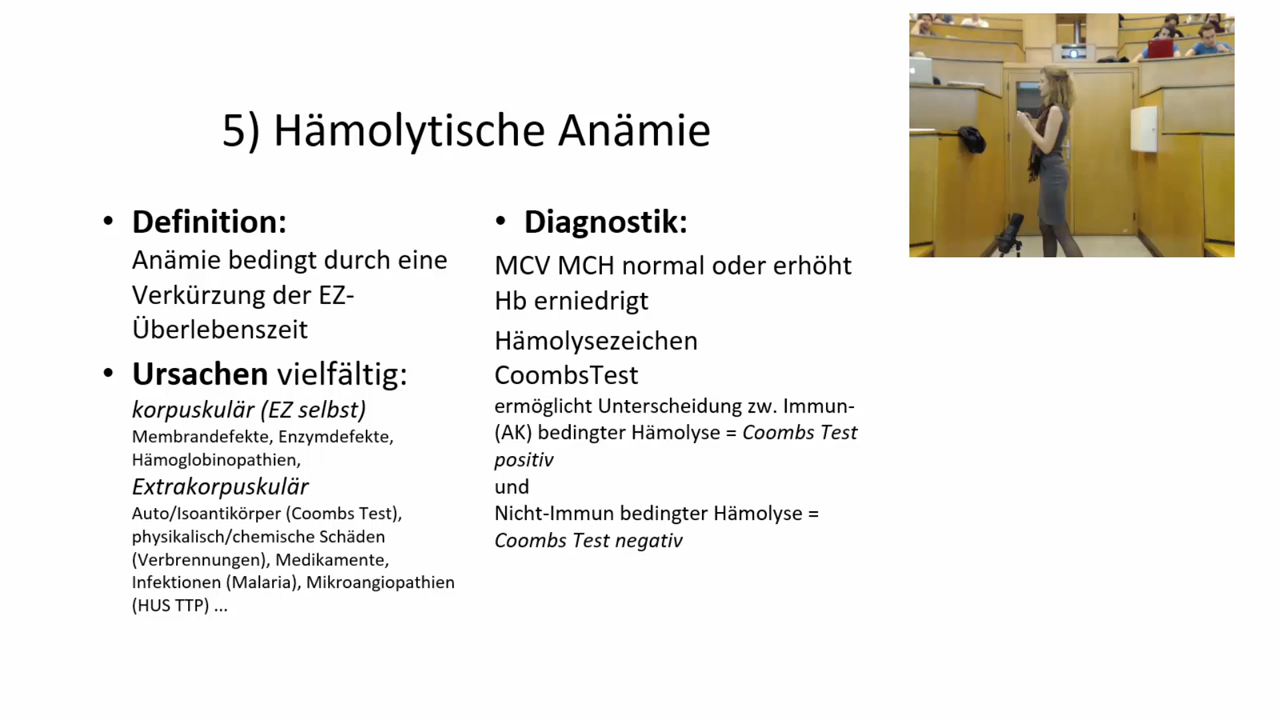 5) Hämolytische Anämie
• Definition:
Anämie bedingt durch eine
Verkürzung der EZ-
Überlebenszeit
• Ursachen vielfältig:
korpuskulär (EZ selbst)
Membrandefekte, Enzymdefekte,
Hämoglobinopathien,
Extrakorpuskulär
Auto/Isoantikörper (Coombs Test),
physikalisch/chemische Schäden
(Verbrennungen), Medikamente,
Infektionen (Malaria), Mikroangiopathien
(HUS TTP) ...
• Diagnostik:
MCV MCH normal oder erhöht
Hb erniedrigt
Hämolysezeichen
CoombsTest
ermöglicht Unterscheidung zw. Immun-
(AK) bedingter Hämolyse = Coombs Test
positiv
und
Nicht-Immun bedingter Hämolyse =
Coombs Test negativ